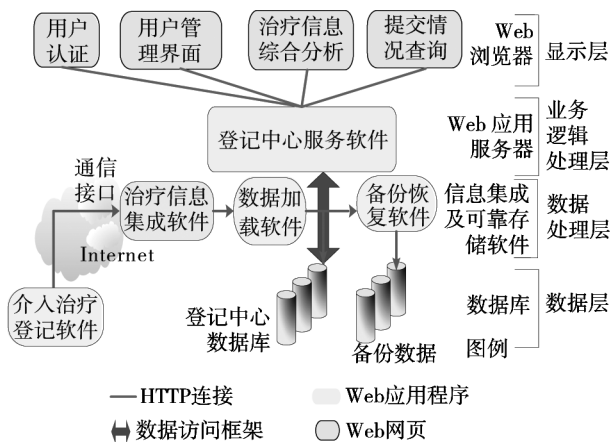 用户
认证
用户管
理界面
治疗信息
综合分析
提交情
况查询
Web
浏览器
显示层
登记中心服务软件
Web 应用
服务器
业务
逻辑
处理层
通信
接口
治疗信息
集成软件
数据加
载软件
备份恢
复软件
信息集成
及可靠存
储软件
数据
处理层
Internet
介入治疗
登记软件
登记中心
数据库
备份数据
数据库
数据层
图例
HTTP连接
Web应用程序
数据访问框架
Web网页